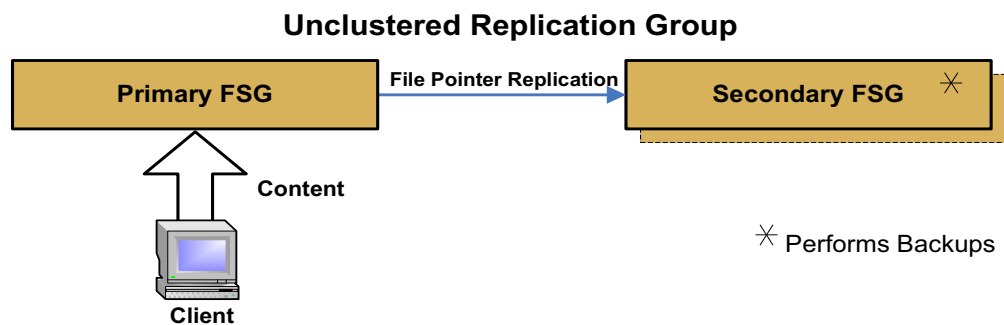 Unclustered Replication Group
Primary FSG
File Pointer Replication
Secondary FSG
Content
Client
Performs Backups